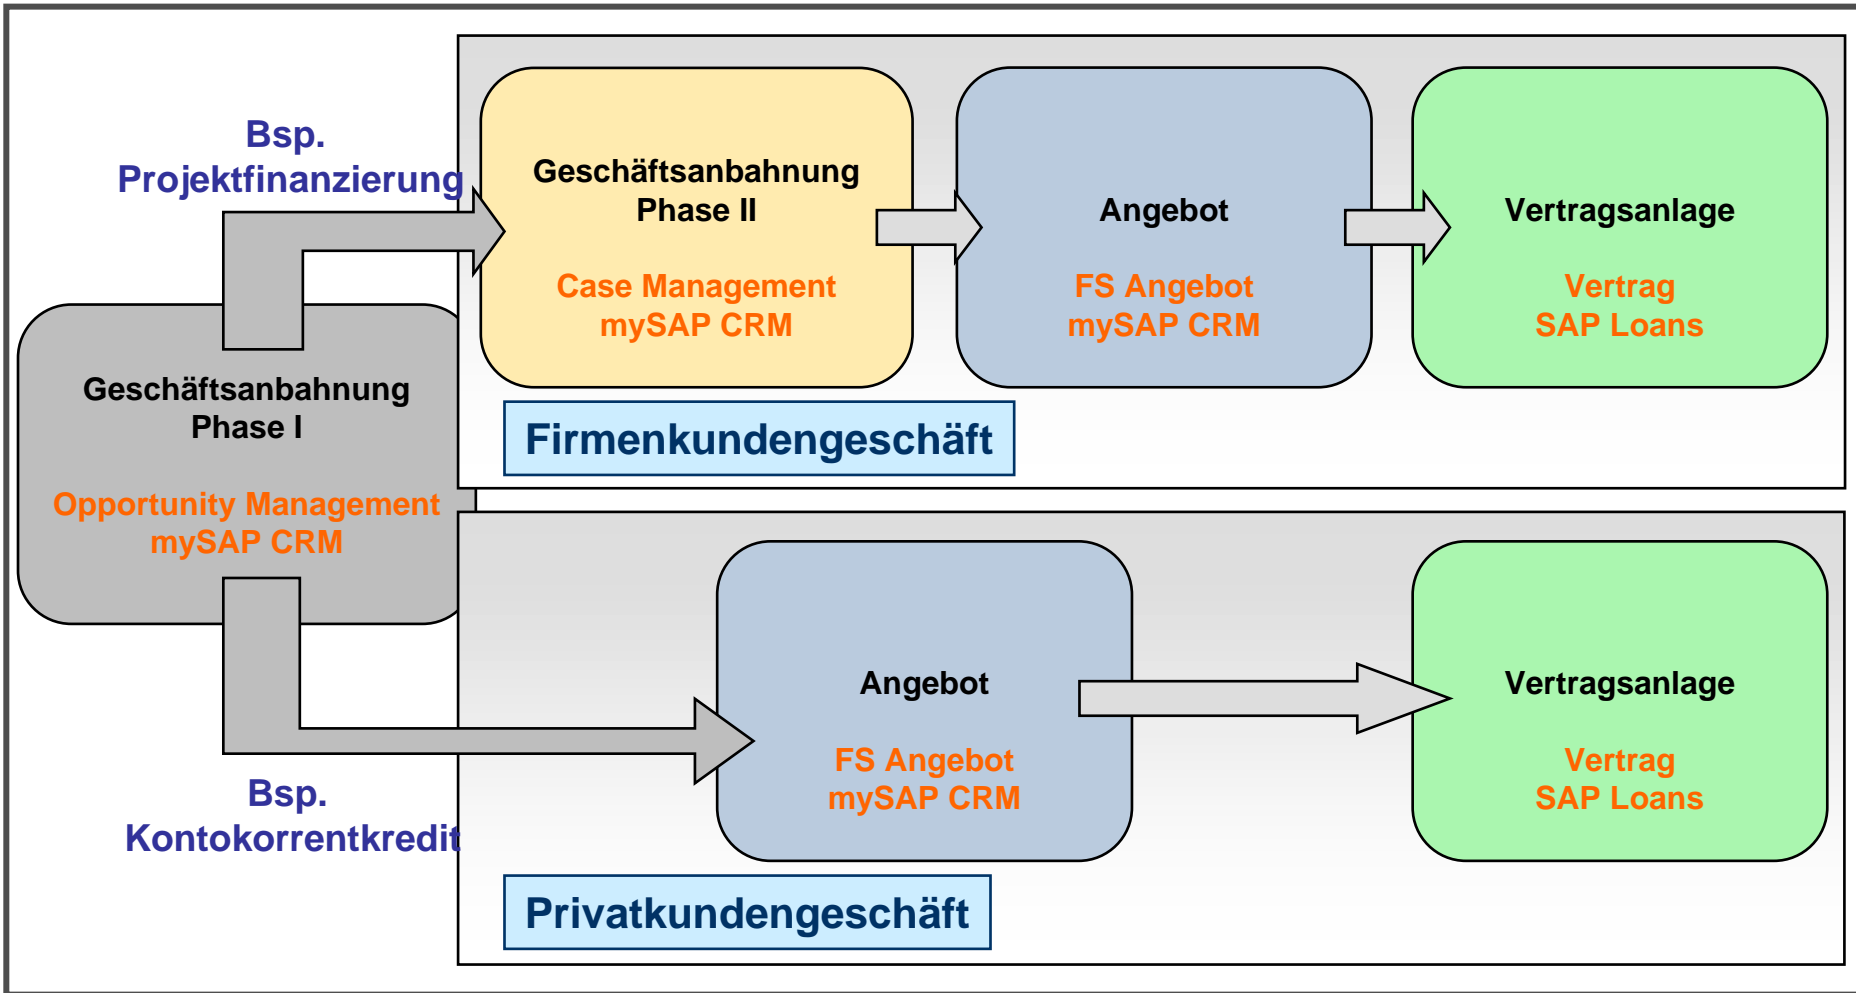 Bsp.
Projektfinanzierung
Geschäftsanbahnung
Phase I
Opportunity Management
mySAP CRM
Bsp.
Kontokorrentkredit
Geschäftsanbahnung
Phase II
Case Management
mySAP CRM
Angebot
FS Angebot
mySAP CRM
Vertragsanlage
Vertrag
SAP Loans
Firmenkundengeschäft
Angebot
FS Angebot
mySAP CRM
Vertragsanlage
Vertrag
SAP Loans
Privatkundengeschäft